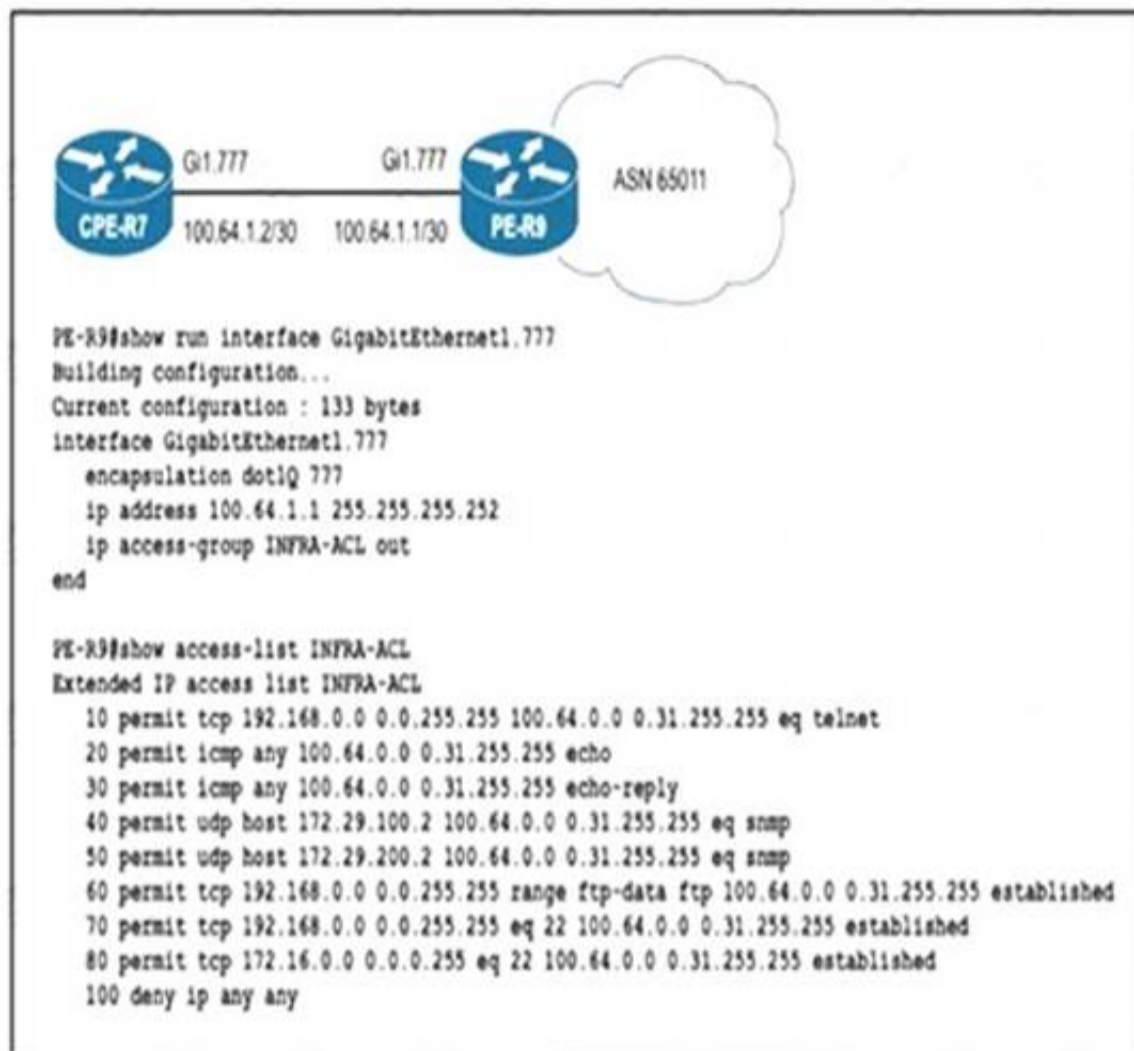 Gi1.777 Gi1.777
ASN 65011
CPE-R7 100.64.1.2/30 100.64.1.1/30 PE-R9
PE-R9#show run interface GigabitEthernet1.777
Building configuration...
Current configuration : 133 bytes
interface GigabitEthernet1.777
encapsulation dot1Q 777
ip address 100.64.1.1 255.255.255.252
ip access-group INFRA-ACL out
end
PE-R9#show access-list INFRA-ACL
Extended IP access list INFRA-ACL
10 permit tcp 192.168.0.0 0.0.255.255 100.64.0.0 0.31.255.255 eq telnet
20 permit icmp any 100.64.0.0 0.31.255.255 echo
30 permit icmp any 100.64.0.0 0.31.255.255 echo-reply
40 permit udp host 172.29.100.2 100.64.0.0 0.31.255.255 eq snmp
50 permit udp host 172.29.200.2 100.64.0.0 0.31.255.255 eq snmp
60 permit tcp 192.168.0.0 0.0.255.255 range ftp-data ftp 100.64.0.0 0.31.255.255 established
70 permit tcp 192.168.0.0 0.0.255.255 eq 22 100.64.0.0 0.31.255.255 established
80 permit tcp 172.16.0.0 0.0.0.255 eq 22 100.64.0.0 0.31.255.255 established
100 deny ip any any